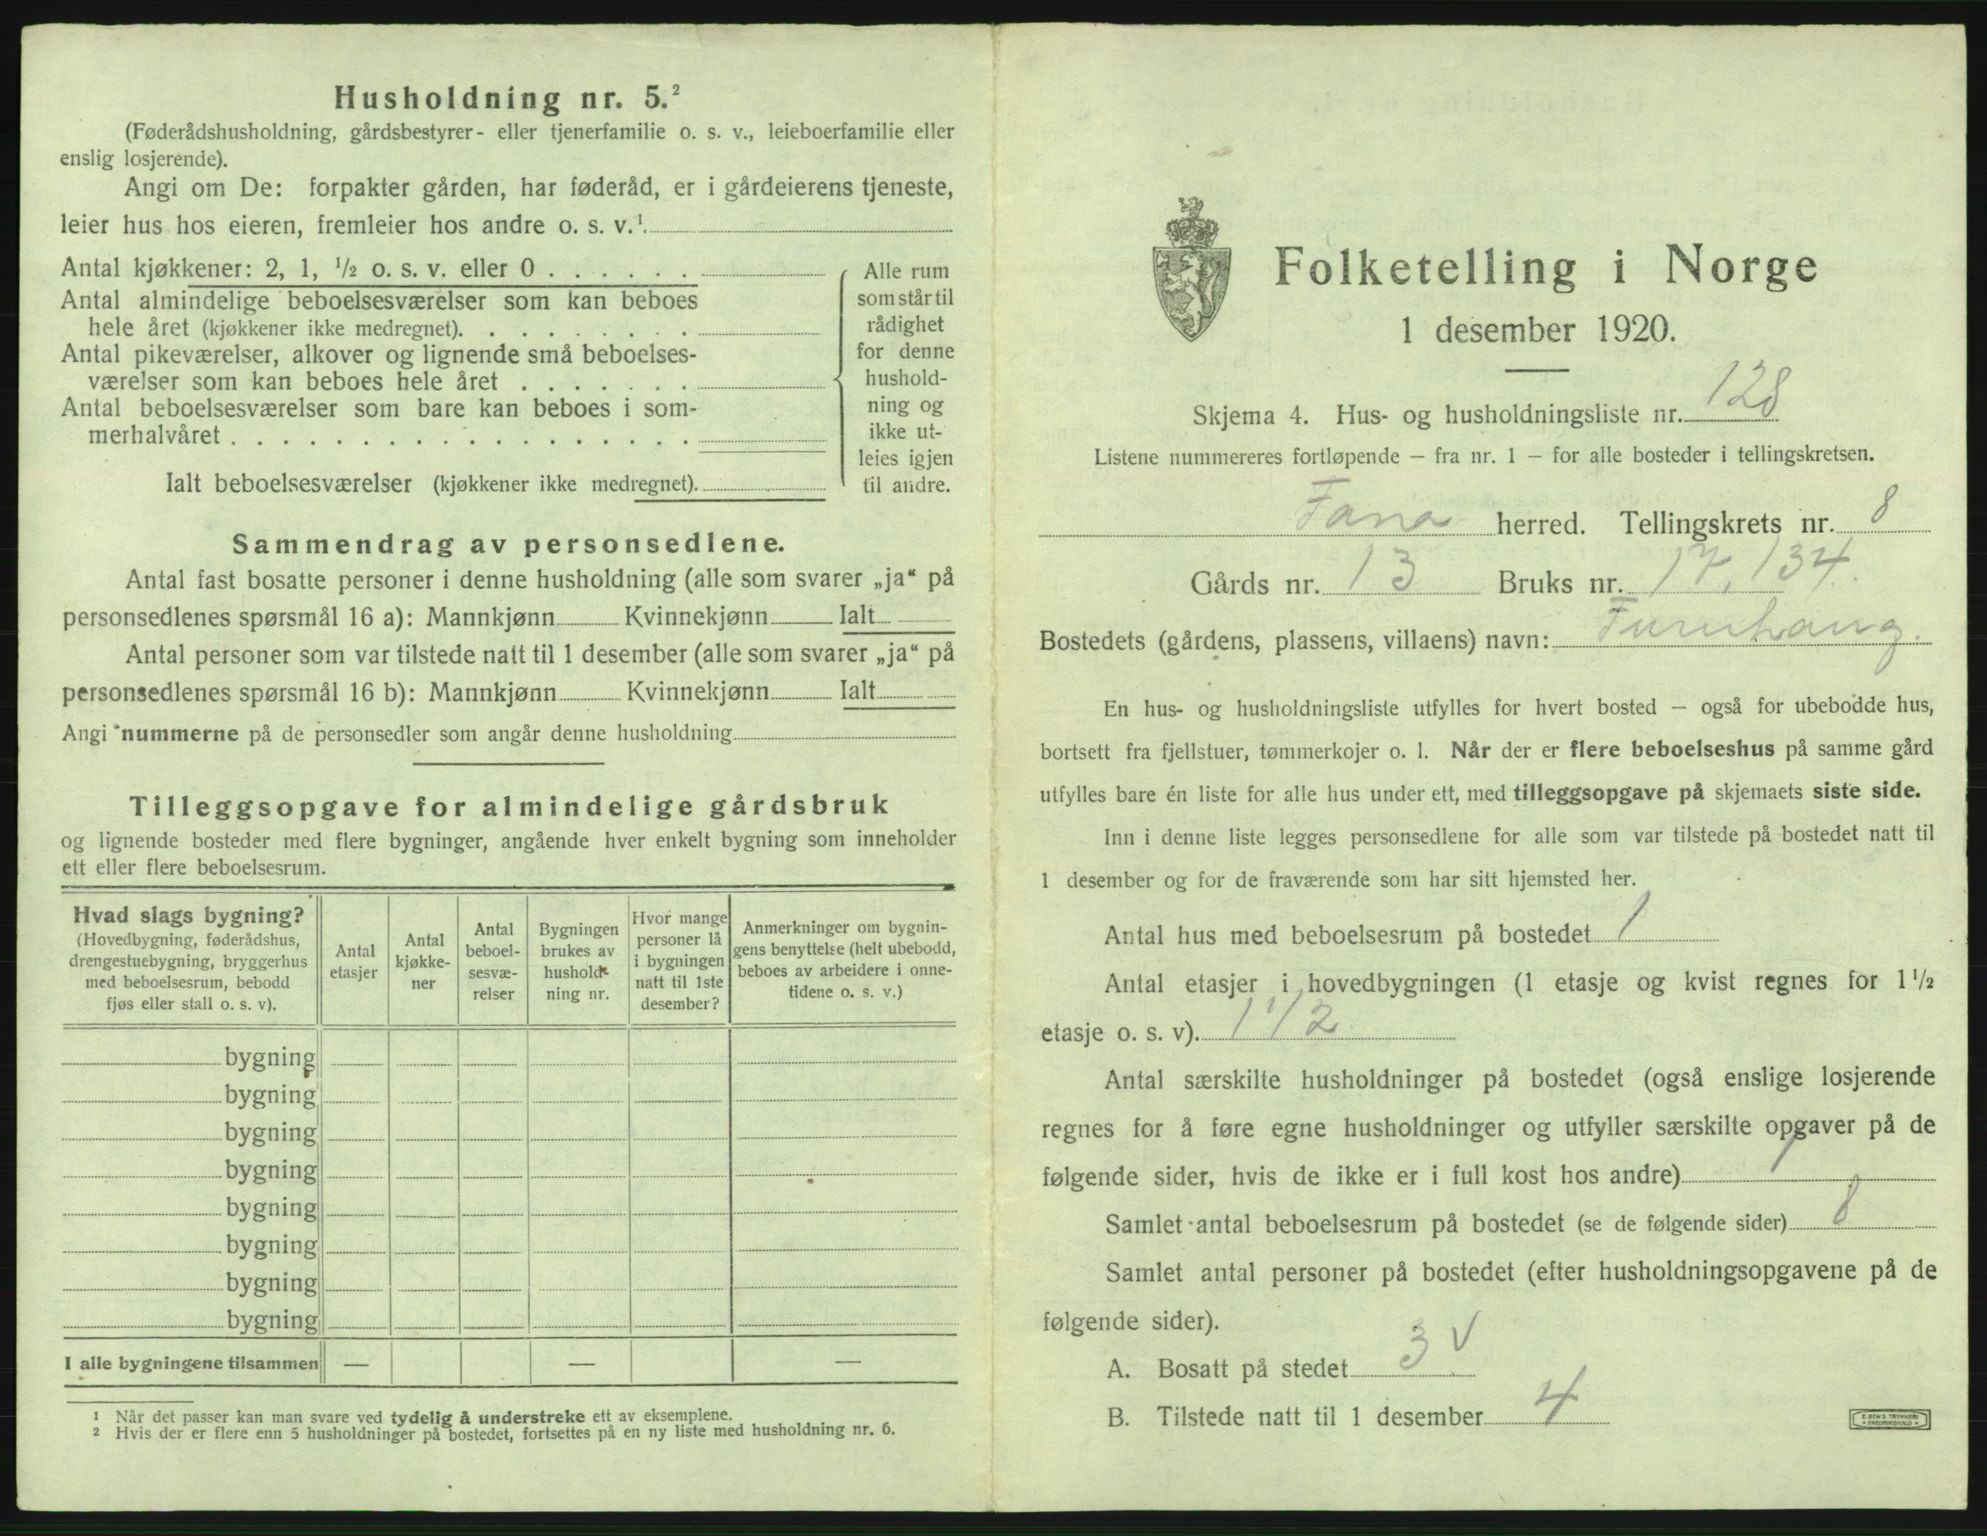 Husholdning nr. 5.²
(Føderådshusholdning, gårdsbestyrer- eller tjenerfamilie o. s. v., leieboerfamilie eller
enslig losjerende).
Angi om De: forpakter gården, har føderåd, er i gårdeierens tjeneste,
leier hus hos eieren, fremleier hos andre o. s. v.¹
Antal kjøkkener: 2, 1, ½ o. s. v. eller 0 . . . . . .
Antal almindelige beboelsesværelser som kan beboes
hele året (kjøkkener ikke medregnet). . . . . . . . .
Antal pikeværelser, alkover og lignende små beboelses-
værelser som kan beboes hele året . . . . . . .
Antal beboelsesværelser som bare kan beboes i som-
merhalvåret . . . . . . . . . . . . . . . . . .
Ialt beboelsesværelser (kjøkkener ikke medregnet).
Alle rum
som står til
rådighet
for denne
hushold-
ning og
ikke ut-
leies igjen
til andre.
Sammendrag av personsedlene.
Antal fast bosatte personer i denne husholdning (alle som svarer „ja“ på
personsedlenes spørsmål 16 a): Mannkjønn Kvinnekjønn Ialt
Antal personer som var tilstede natt til 1 desember (alle som svarer „ja“ på
personsedlenes spørsmål 16 b): Mannkjønn Kvinnekjønn Ialt
Angi nummerne på de personsedler som angår denne husholdning
Tilleggsopgave for almindelige gårdsbruk
og lignende bosteder med flere bygninger, angående hver enkelt bygning som inneholder
ett eller flere beboelsesrum.
Hvad slags bygning?
(Hovedbygning, føderådshus,
drengestuebygning, bryggerhus
med beboelsesrum, bebodd
fjøs eller stall o. s. v).
Antal
etasjer
Antal
kjøkke-
ner
Antal
beboel-
sesvæ-
relser
Bygningen
brukes av
hushold-
ning nr.
Hvor mange
personer lå
i bygningen
natt til 1ste
desember?
Anmerkninger om bygnin-
gens benyttelse (helt ubebodd,
beboes av arbeidere i onne-
tidene o. s. v.)
bygning
bygning
bygning
bygning
bygning
bygning
bygning
bygning
I alle bygningene tilsammen — — —
¹ Når det passer kan man svare ved tydelig å understreke ett av eksemplene.
² Hvis der er flere enn 5 husholdninger på bostedet, fortsettes på en ny liste med husholdning nr. 6.
Folketelling i Norge
1 desember 1920.
Skjema 4. Hus- og husholdningsliste nr. 128
Listene nummereres fortløpende — fra nr. 1 — for alle bosteder i tellingskretsen.
Fana herred. Tellingskrets nr. 8
Gårds nr. 13 Bruks nr. 17, 134.
Bostedets (gårdens, plassens, villaens) navn: Furuhaug.
En hus- og husholdningsliste utfylles for hvert bosted — også for ubebodde hus,
bortsett fra fjellstuer, tømmerkojer o. l. Når der er flere beboelseshus på samme gård
utfylles bare én liste for alle hus under ett, med tilleggsopgave på skjemaets siste side.
Inn i denne liste legges personsedlene for alle som var tilstede på bostedet natt til
1 desember og for de fraværende som har sitt hjemsted her.
Antal hus med beboelsesrum på bostedet 1
Antal etasjer i hovedbygningen (1 etasje og kvist regnes for 1½
etasje o. s. v). 1 1/2
Antal særskilte husholdninger på bostedet (også enslige losjerende
regnes for å føre egne husholdninger og utfyller særskilte opgaver på de
følgende sider, hvis de ikke er i full kost hos andre) 1
Samlet antal beboelsesrum på bostedet (se de følgende sider) 8
Samlet antal personer på bostedet (efter husholdningsopgavene på de
følgende sider).
A. Bosatt på stedet 3 v
B. Tilstede natt til 1 desember 4